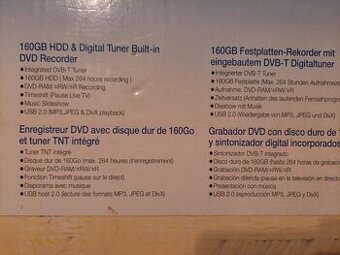 160GB HDD & Digital Tuner Built-in
DVD Recorder
• Integrated DVB-T Tuner
• 160GB HDD ( Max 264 hours recording )
• DVD-RAM/±RW/±R Recording
• Timeshift (Pause Live TV)
• Music Slideshow
• USB 2.0 (MP3,JPEG & DivX playback)
160GB Festplatten-Rekorder mit
eingebautem DVB-T Digitaltuner
• Integrierter DVB-T Tuner
• 160GB Festplatte (Max. 264 Stunden Aufnahme
• Aufnahme: DVD-RAM/±RW/±R
• Zeitversatz (Anhalten des laufenden Fernsehprogra
• Diashow mit Musik
• USB 2.0 (Wiedergabe von MP3, JPEG und DivX)
Enregistreur DVD avec disque dur de 160Go
et tuner TNT intégré
• Tuner TNT intégré
• Disque dur de 160Go (max. 264 heures d'enregistrement)
• Graveur DVD-RAM/±RW/±R
• Fonction Timeshift (pause sur le direct)
• Diaporama avec musique
• USB host 2.0 (lecture des formats MP3, JPEG et DivX)
Grabador DVD con disco duro de 1
y sintonizador digital incorporados
• Sintonizador DVB-T integrado
• Disco duro de 160GB (hasta 264 horas de grabació
• Grabación DVD-RAM/±RW/±R
• Grabación diferida (pausa en la televisión en directo
• Presentación con música
• USB 2.0 (reproducción MP3, JPEG y DivX)